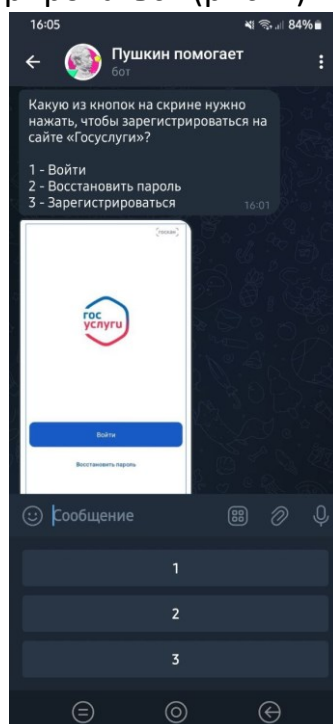 16:05
84%
Пушкин помогает
бот
Какую из кнопок на скрине нужно
нажать, чтобы зарегистрироваться на
сайте «Госуслуги»?
1 - Войти
2 - Восстановить пароль
3 - Зарегистрироваться
16:01
гос
услуги
Войти
Восстановить пароль
Сообщение
1
2
3